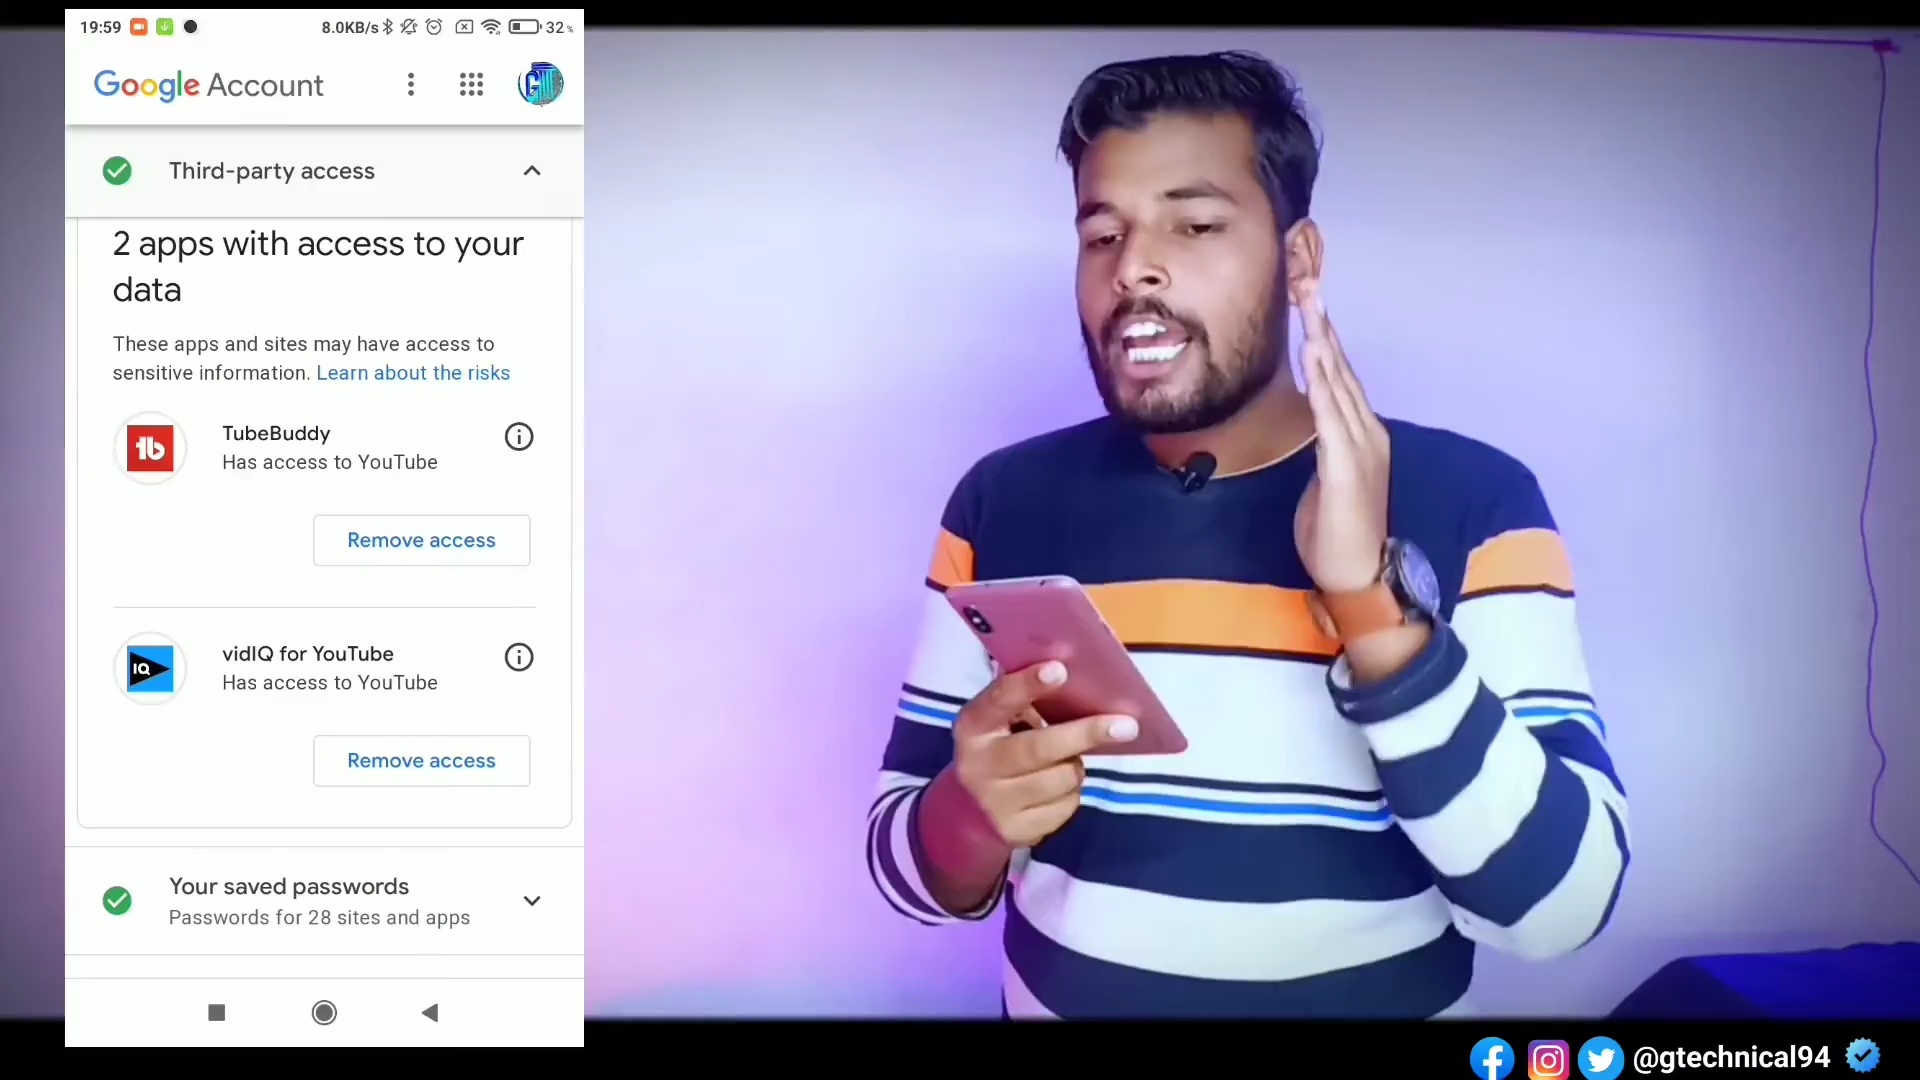 19:59 8.0KB/s 32%
Google Account
Third-party access
2 apps with access to your
data
These apps and sites may have access to
sensitive information. Learn about the risks
TubeBuddy
Has access to YouTube
Remove access
vidIQ for YouTube
Has access to YouTube
Remove access
Your saved passwords
Passwords for 28 sites and apps
@gtechnical94